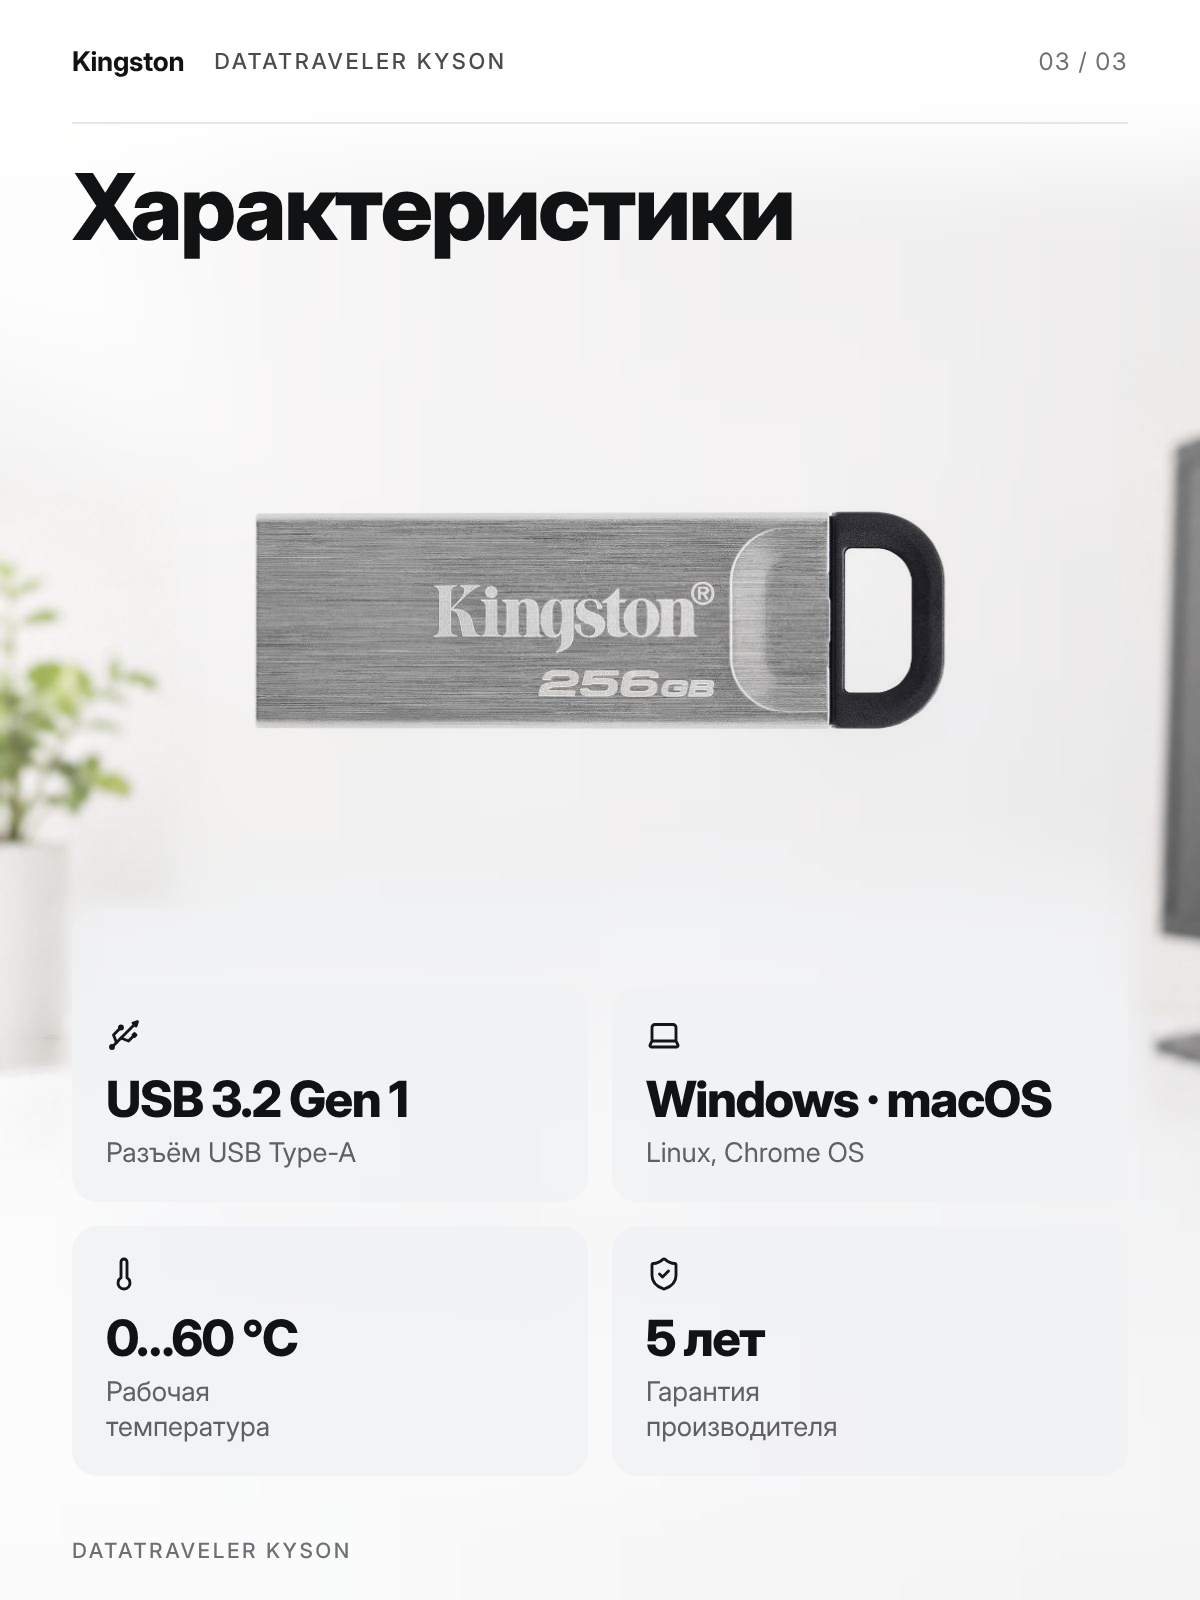 Kingston DATATRAVELER KYSON 03 / 03
Характеристики
Kingston®
256GB
USB 3.2 Gen 1
Разъём USB Type-A
Windows · macOS
Linux, Chrome OS
0...60 °C
Рабочая
температура
5 лет
Гарантия
производителя
DATATRAVELER KYSON